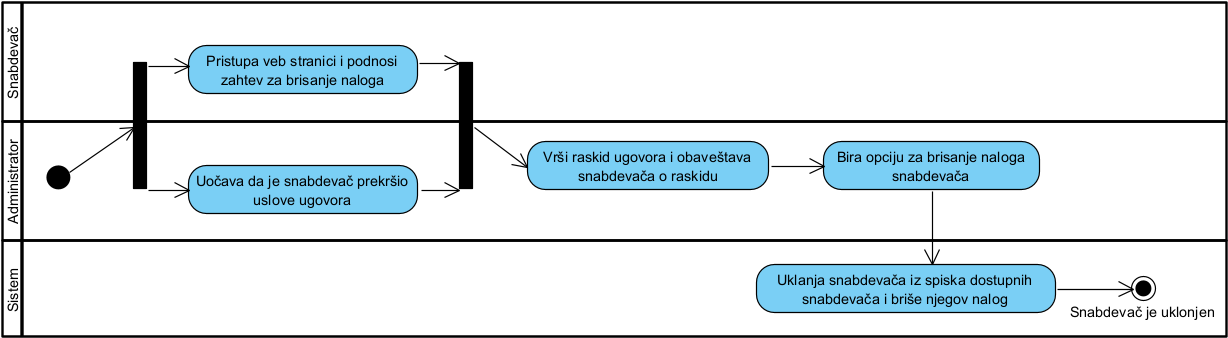 Snabdevač
Pristupa veb stranici i podnosi
zahtev za brisanje naloga
Administrator
Uočava da je snabdevač prekršio
uslove ugovora
Vrši raskid ugovora i obaveštava
snabdevača o raskidu
Bira opciju za brisanje naloga
snabdevača
Sistem
Uklanja snabdevača iz spiska dostupnih
snabdevača i briše njegov nalog
Snabdevač je uklonjen